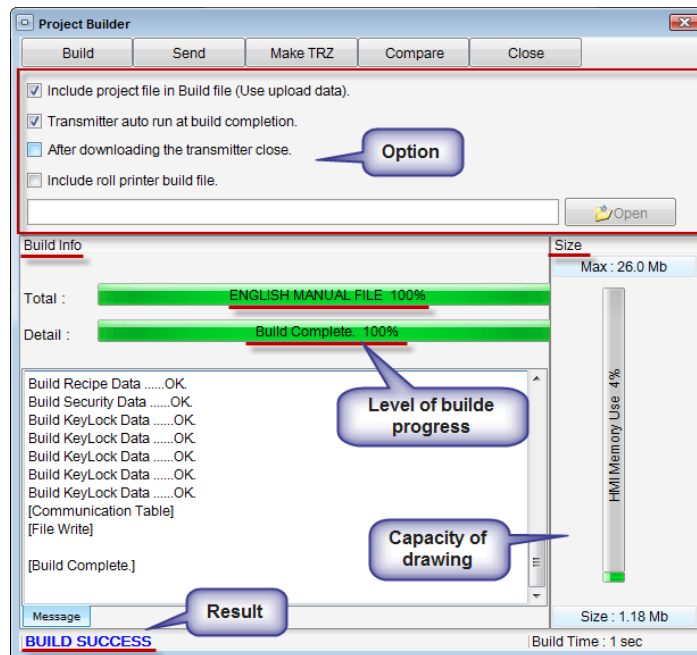 Project Builder
Build Send Make TRZ Compare Close
Include project file in Build file (Use upload data).
Transmitter auto run at build completion.
After downloading the transmitter close.
Option
Include roll printer build file.
Open
Build Info
Size
Max : 26.0 Mb
Total : ENGLISH MANUAL FILE 100%
Detail : Build Complete. 100%
HMI Memory Use 4%
Level of builde
progress
Build Recipe Data ......OK.
Build Security Data ......OK.
Build KeyLock Data ......OK.
Build KeyLock Data ......OK.
Build KeyLock Data ......OK.
Build KeyLock Data ......OK.
Build KeyLock Data ......OK.
[Communication Table]
[File Write]
[Build Complete.]
Capacity of
drawing
Result
Message
Size : 1.18 Mb
BUILD SUCCESS
Build Time : 1 sec